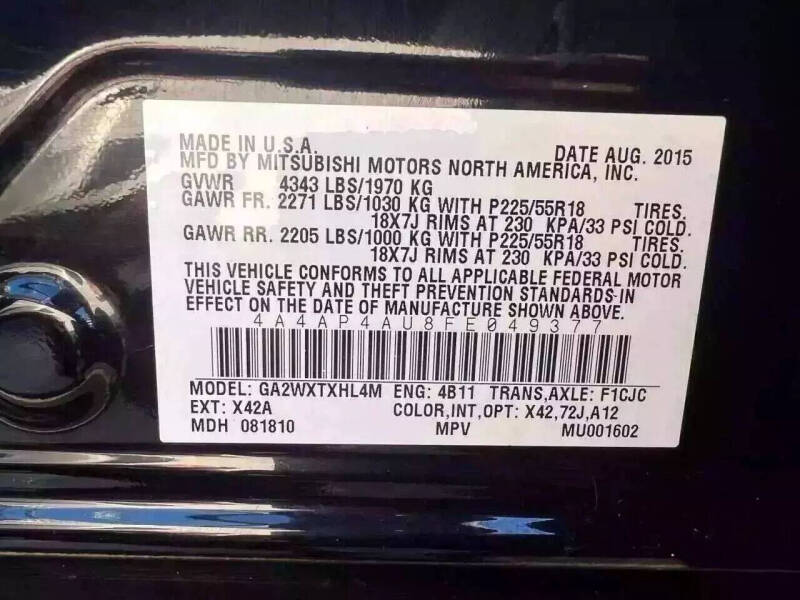 MADE IN U.S.A. DATE AUG. 2015
MFD BY MITSUBISHI MOTORS NORTH AMERICA, INC.
GVWR 4343 LBS/1970 KG
GAWR FR. 2271 LBS/1030 KG WITH P225/55R18 TIRES.
18X7J RIMS AT 230 KPA/33 PSI COLD.
GAWR RR. 2205 LBS/1000 KG WITH P225/55R18 TIRES.
18X7J RIMS AT 230 KPA/33 PSI COLD.
THIS VEHICLE CONFORMS TO ALL APPLICABLE FEDERAL MOTOR
VEHICLE SAFETY AND THEFT PREVENTION STANDARDS IN
EFFECT ON THE DATE OF MANUFACTURE SHOWN ABOVE.
4A4AP4AU8FE049377
MODEL: GA2WXTXHL4M ENG: 4B11 TRANS,AXLE: F1CJC
EXT: X42A COLOR,INT,OPT: X42,72J,A12
MDH 081810 MPV MU001602